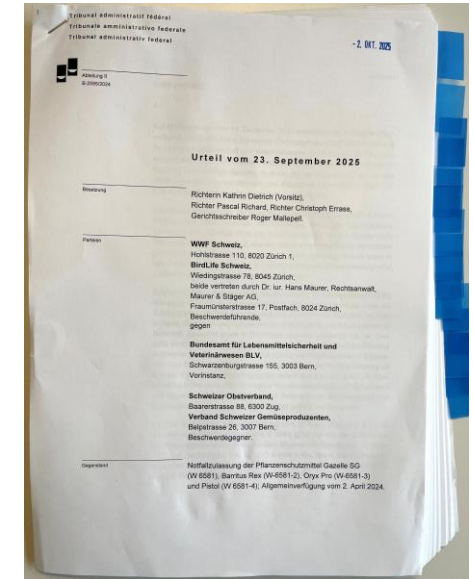 Tribunal administratif fédéral
Tribunale amministrativo federale
Tribunal administrativ federal
- 2. OKT. 2025
Abteilung II
Urteil vom 23. September 2025
Besetzung
Richterin Kathrin Dietrich (Vorsitz),
Richter Pascal Richard, Richter Christoph Errass,
Gerichtsschreiber Roger Mallepell.
Parteien
WWF Schweiz,
Hohlstrasse 110, 8020 Zürich 1,
BirdLife Schweiz,
Wiedingstrasse 78, 8045 Zürich,
beide vertreten durch Dr. iur. Hans Maurer, Rechtsanwalt,
Maurer & Stäger AG,
Fraumünsterstrasse 17, Postfach, 8024 Zürich,
Beschwerdeführende,
gegen
Bundesamt für Lebensmittelsicherheit und
Veterinärwesen BLV,
Schwarzenburgstrasse 155, 3003 Bern,
Vorinstanz,
Schweizer Obstverband,
Baarerstrasse 88, 6300 Zug,
Verband Schweizer Gemüseproduzenten,
Belpstrasse 26, 3007 Bern,
Beschwerdegegner.
Gegenstand
Notfallzulassung der Pflanzenschutzmittel Gazelle SG
(W 6581), Barritus Rex (W-6581-2), Oryx Pro (W-6581-3)
und Pistol (W 6581-4); Allgemeinverfügung vom 2. April 2024.